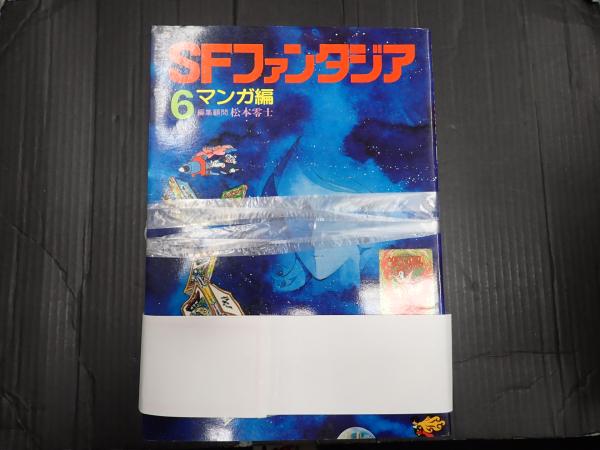 SFファンタジア
6 マンガ編
編集顧問 松本零士